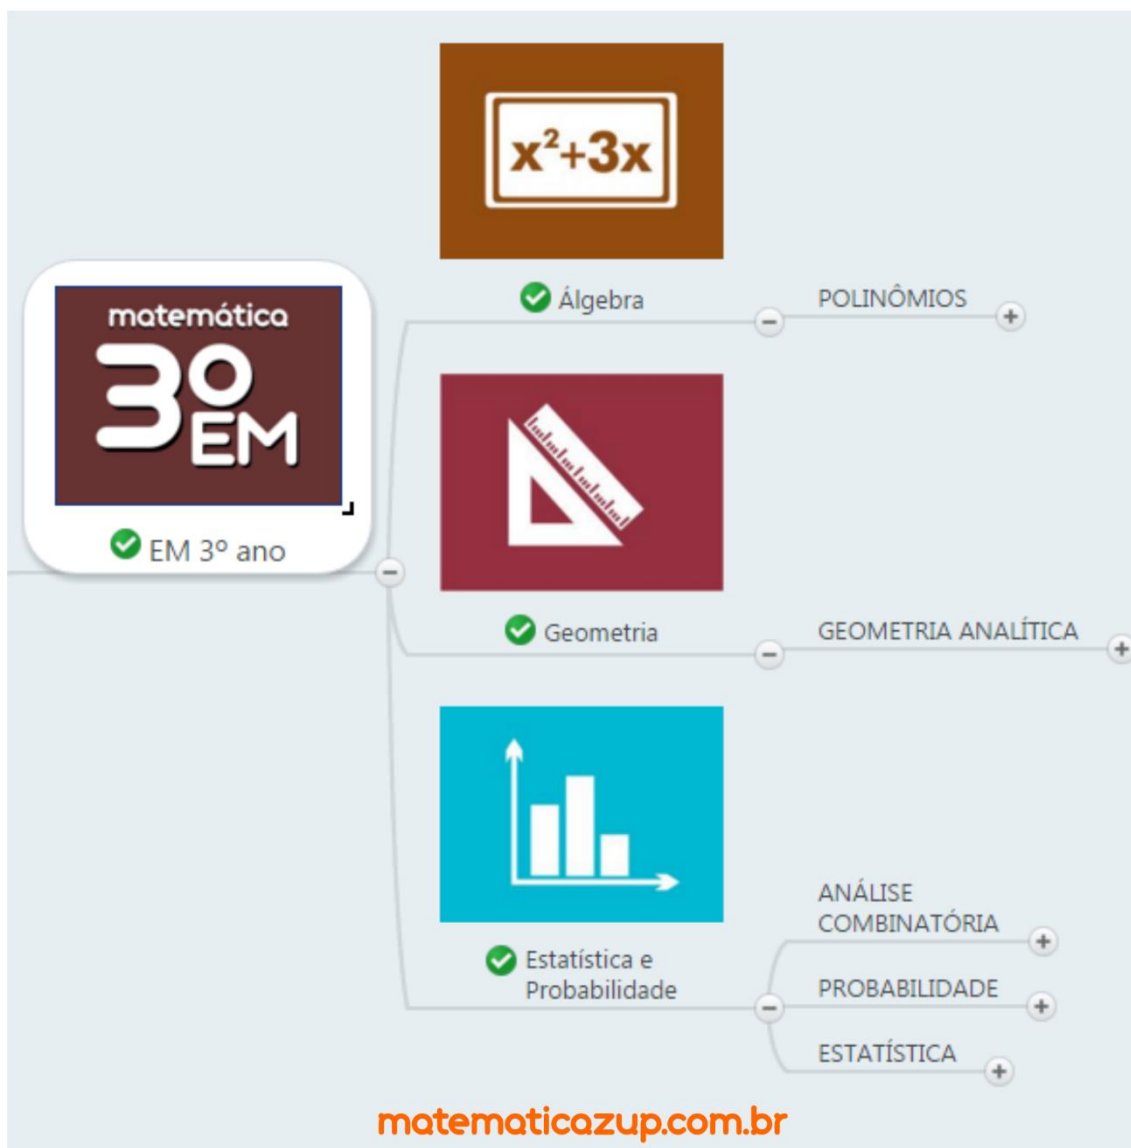 x²+3x
Álgebra
POLINÔMIOS
matemática
3º
EM
EM 3º ano
Geometria
GEOMETRIA ANALÍTICA
Estatística e
Probabilidade
ANÁLISE
COMBINATÓRIA
PROBABILIDADE
ESTATÍSTICA
matematicazup.com.br